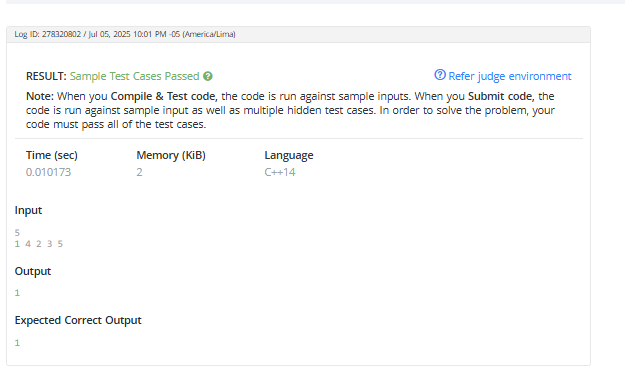 Log ID: 278320802 / Jul 05, 2025 10:01 PM -05 (America/Lima)
RESULT: Sample Test Cases Passed ?
? Refer judge environment
Note: When you Compile & Test code, the code is run against sample inputs. When you Submit code, the
code is run against sample input as well as multiple hidden test cases. In order to solve the problem, your
code must pass all of the test cases.
Time (sec) Memory (KiB) Language
0.010173 2 C++14
Input
5
1 4 2 3 5
Output
1
Expected Correct Output
1